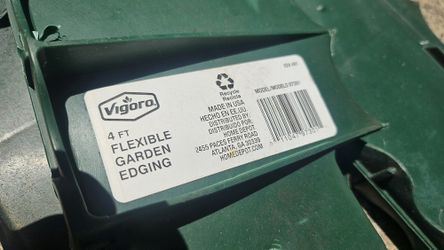 Vigoro
4 FT
FLEXIBLE
GARDEN
EDGING
Recycle
Recicle
MADE IN USA
HECHO EN EE.UU.
DISTRIBUTED BY
DISTRIBUIDO POR:
HOME DEPOT
2455 PACES FERRY ROAD
ATLANTA, GA 30339
HOMEDEPOT.COM
MODEL/MODELO